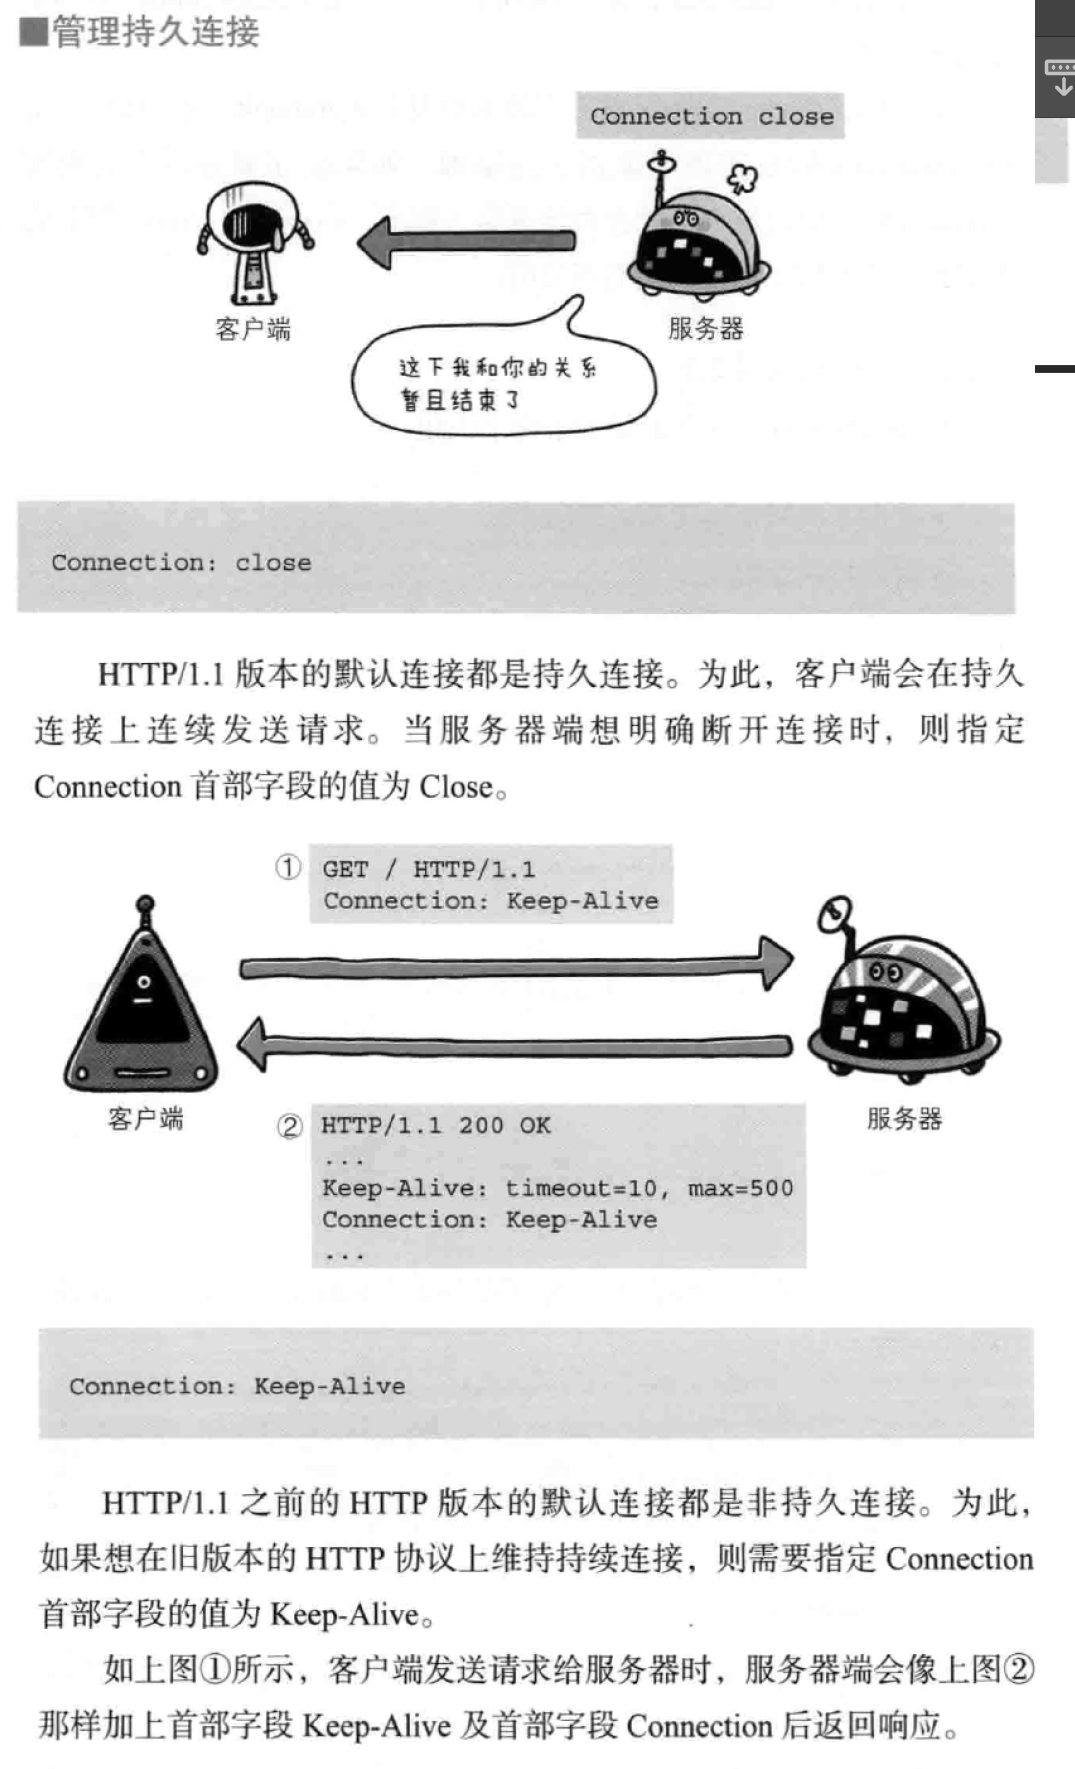 ■管理持久连接
Connection close
客户端
服务器
这下我和你的关系
暂且结束了
Connection: close
HTTP/1.1 版本的默认连接都是持久连接。为此，客户端会在持久
连接上连续发送请求。当服务器端想明确断开连接时，则指定
Connection 首部字段的值为 Close。
① GET / HTTP/1.1
Connection: Keep-Alive
客户端
服务器
② HTTP/1.1 200 OK
...
Keep-Alive: timeout=10, max=500
Connection: Keep-Alive
...
Connection: Keep-Alive
HTTP/1.1 之前的 HTTP 版本的默认连接都是非持久连接。为此，
如果想在旧版本的 HTTP 协议上维持持续连接，则需要指定 Connection
首部字段的值为 Keep-Alive。
如上图①所示，客户端发送请求给服务器时，服务器端会像上图②
那样加上首部字段 Keep-Alive 及首部字段 Connection 后返回响应。